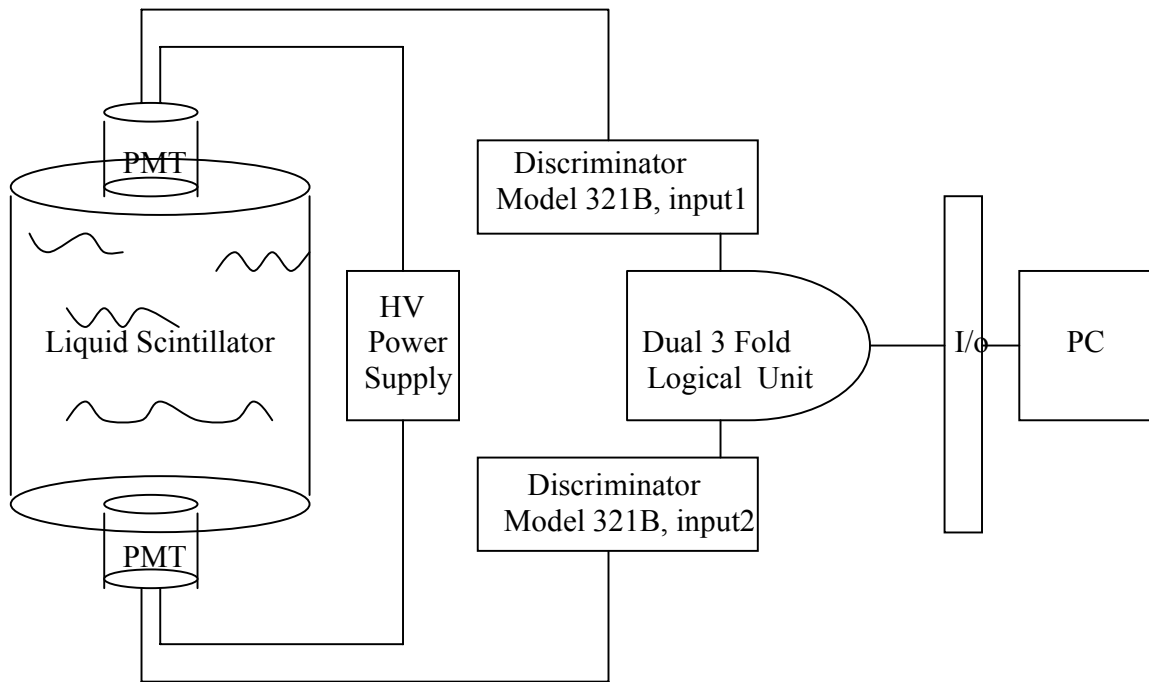 PMT
Discriminator
Model 321B, input1
HV
Power
Supply
Liquid Scintillator
Dual 3 Fold
Logical Unit
I/o
PC
Discriminator
Model 321B, input2
PMT